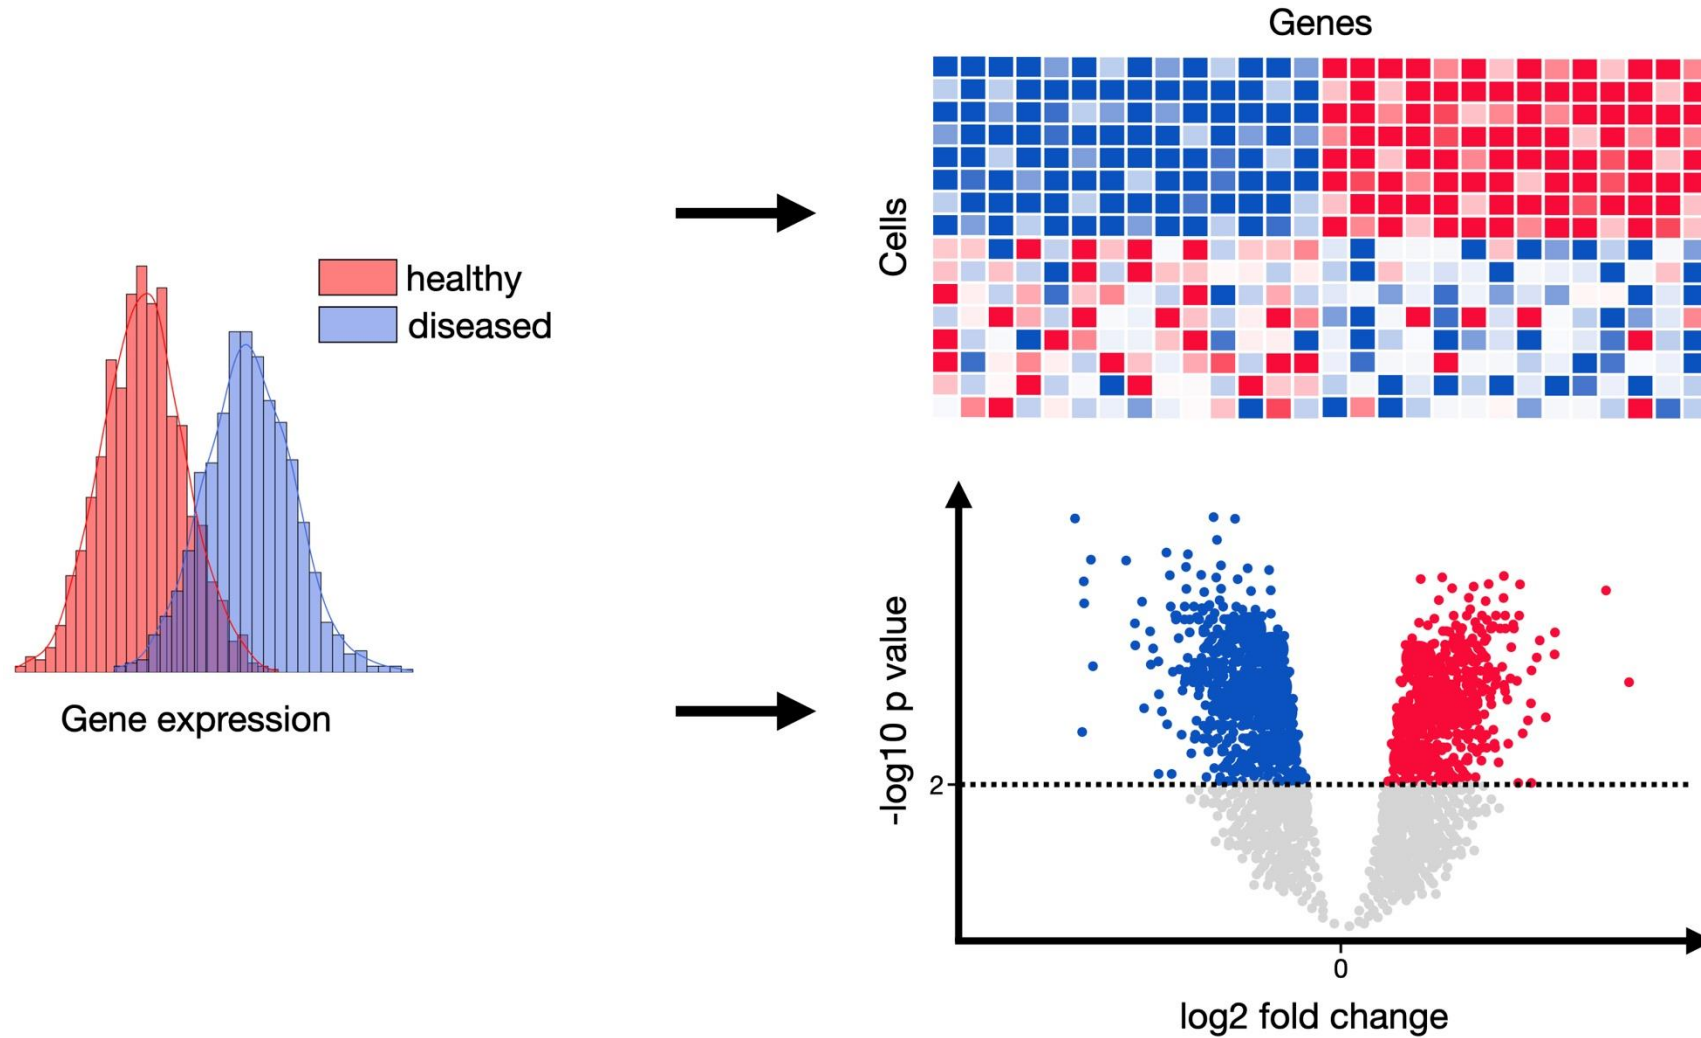 Genes
Cells
healthy
diseased
Gene expression
-log10 p value
2
0
log2 fold change